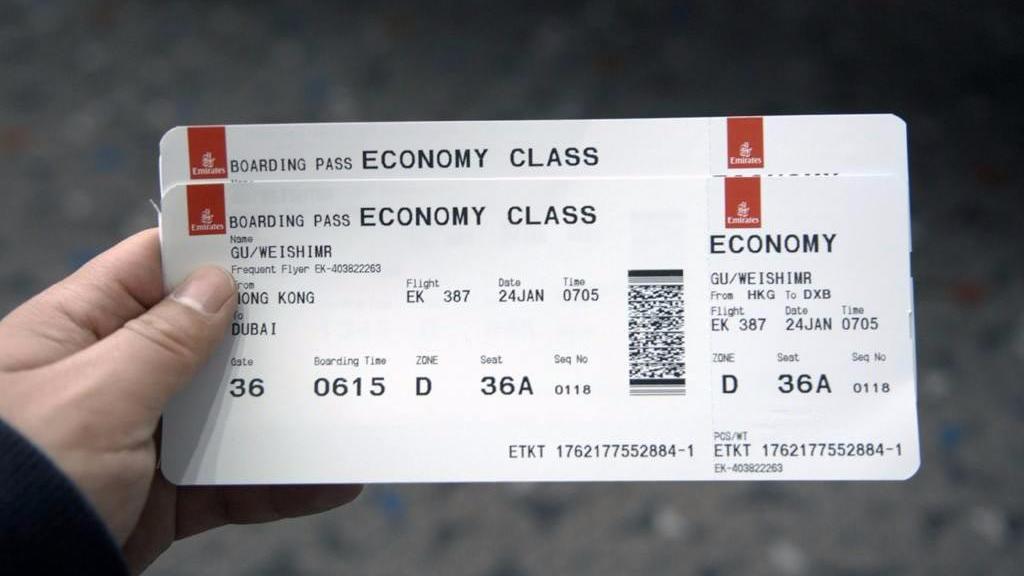 Emirates BOARDING PASS ECONOMY CLASS
Emirates
Emirates BOARDING PASS ECONOMY CLASS
Name
GU/WEISHIMR
Frequent Flyer EK-403822263
From
HONG KONG
Flight Date Time
EK 387 24JAN 0705
To
DUBAI
Gate Boarding Time ZONE Seat Seq No
36 0615 D 36A 0118
ETKT 1762177552884-1
Emirates
ECONOMY
GU/WEISHIMR
From HKG To DXB
Flight Date Time
EK 387 24JAN 0705
ZONE Seat Seq No
D 36A 0118
PCS/WT
ETKT 1762177552884-1
EK-403822263